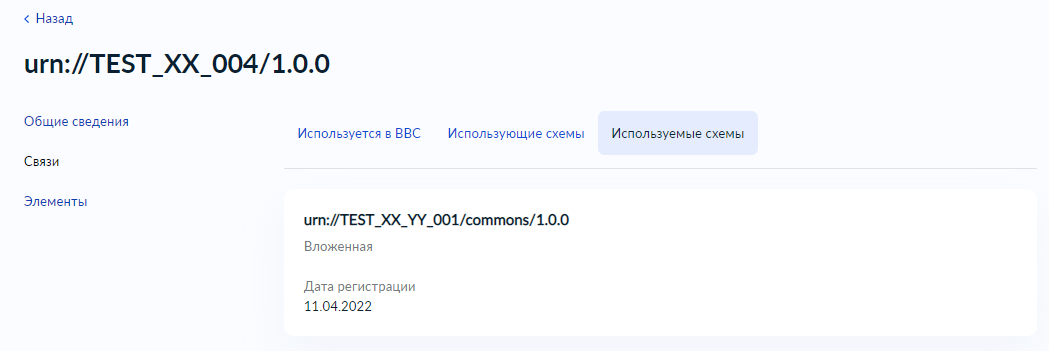 Назад
urn://TEST_XX_004/1.0.0
Общие сведения
Связи
Элементы
Используется в ВВС Использующие схемы Используемые схемы
urn://TEST_XX_YY_001/commons/1.0.0
Вложенная
Дата регистрации
11.04.2022